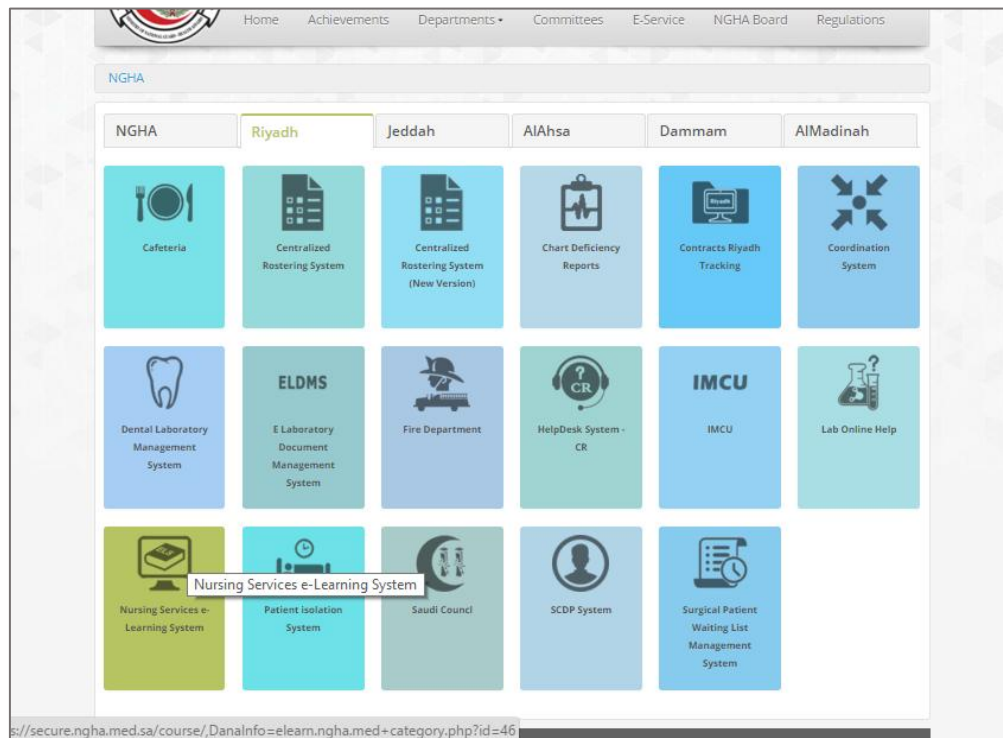 Home Achievements Departments Committees E-Service NGHA Board Regulations
NGHA
NGHA Riyadh Jeddah AlAhsa Dammam AlMadinah
Cafeteria
Centralized
Rostering System
Centralized
Rostering System
(New Version)
Chart Deficiency
Reports
Riyadh
Contracts Riyadh
Tracking
Coordination
System
Dental Laboratory
Management
System
ELDMS
E Laboratory
Document
Management
System
Fire Department
? CR
HelpDesk System -
CR
IMCU
IMCU
?
Lab Online Help
ELS
Nursing Services e-Learning System
Nursing Services e-
Learning System
Patient isolation
System
Saudi Councl
SCDP System
Surgical Patient
Waiting List
Management
System
s://secure.ngha.med.sa/course/,DanaInfo=elearn.ngha.med+category.php?id=46